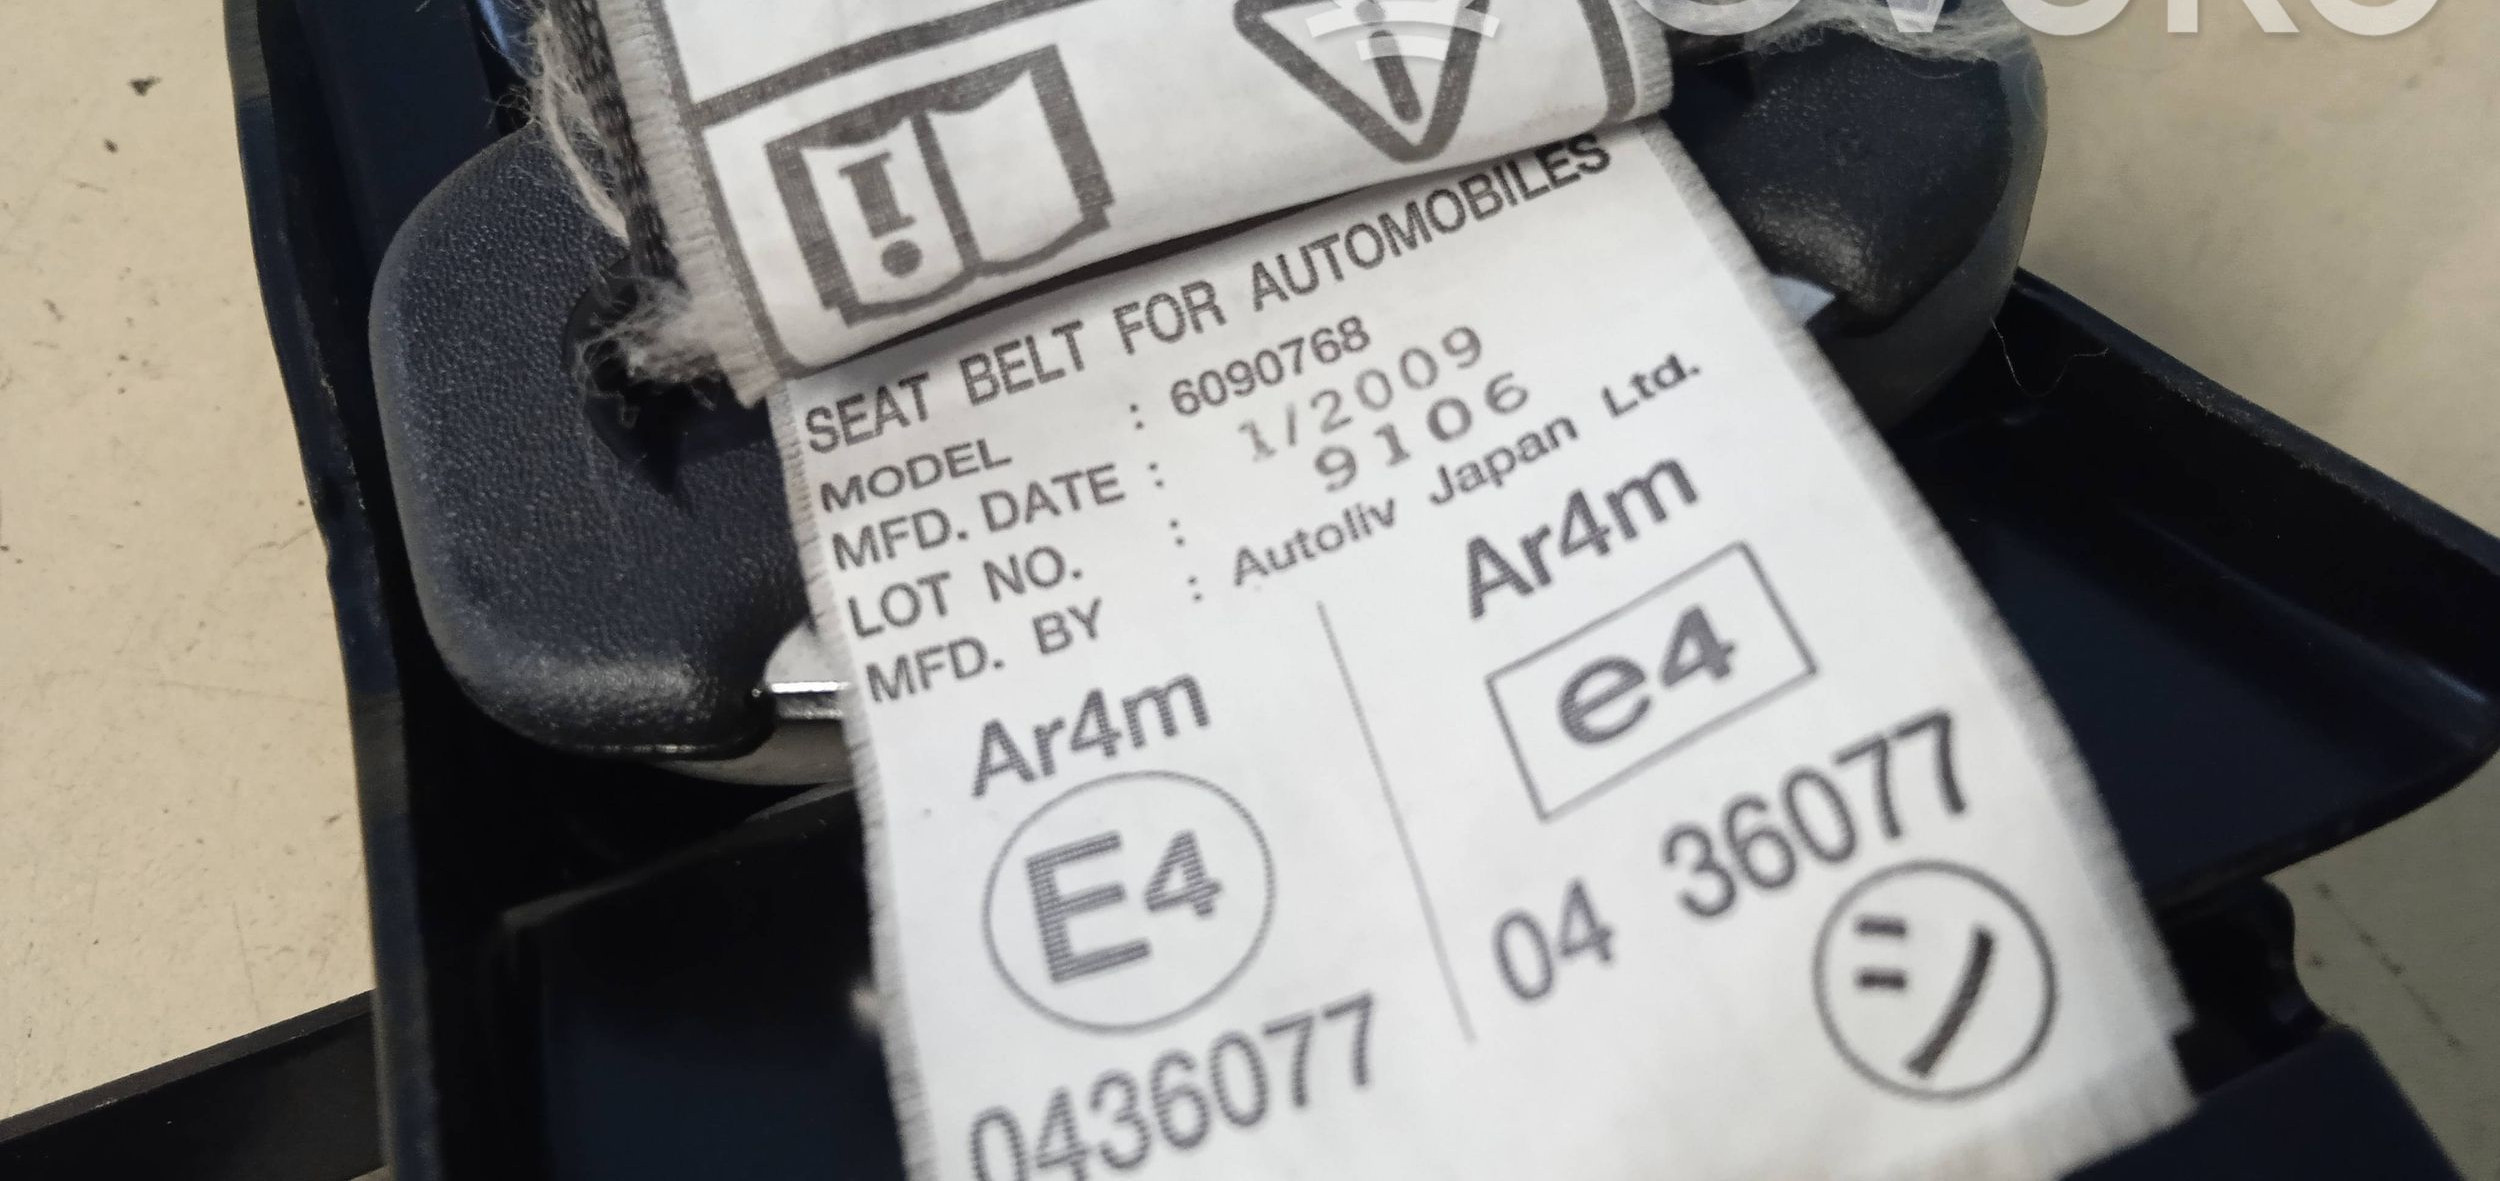 SEAT BELT FOR AUTOMOBILES
MODEL : 6090768
MFD. DATE : 1/2009
LOT NO. : 9106
MFD. BY : Autoliv Japan Ltd.
Ar4m
E4
0436077
Ar4m
e4
04 36077
シ